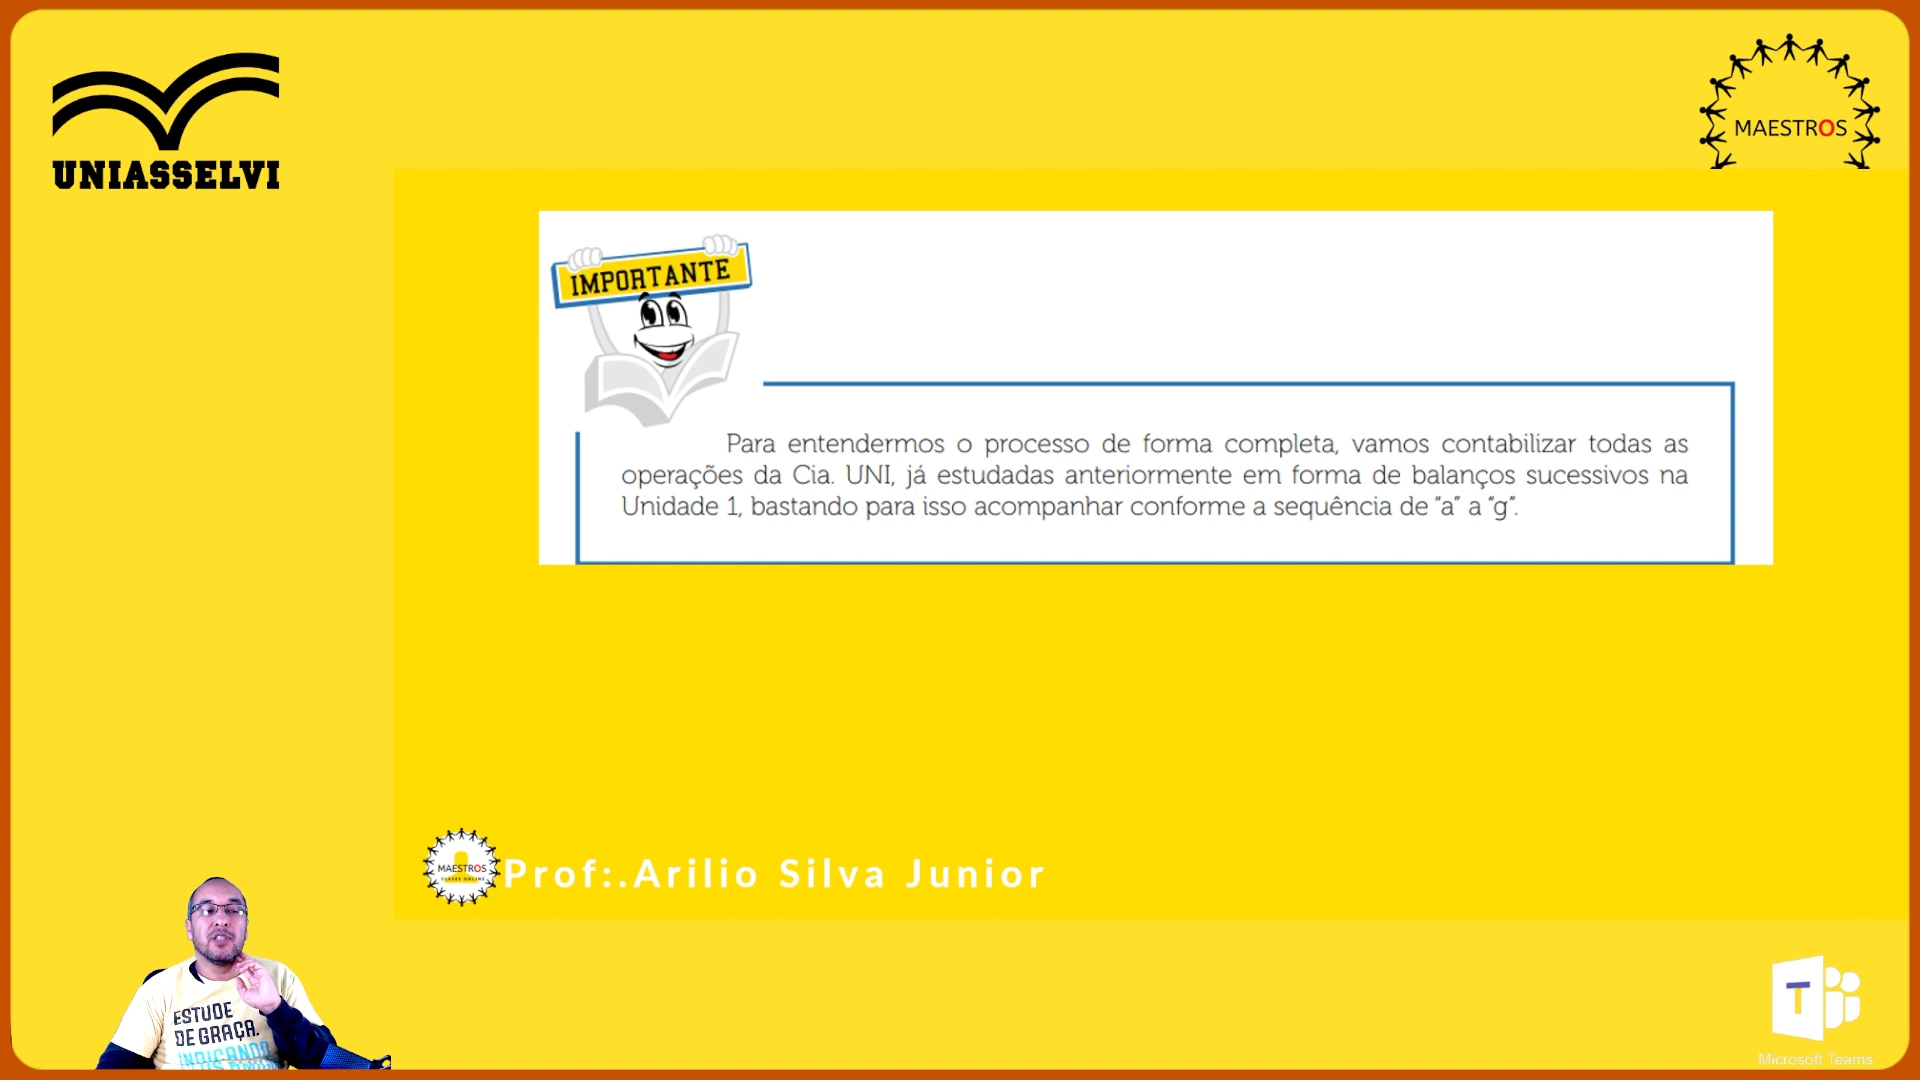 UNIASSELVI
MAESTROS
IMPORTANTE
Para entendermos o processo de forma completa, vamos contabilizar todas as
operações da Cia. UNI, já estudadas anteriormente em forma de balanços sucessivos na
Unidade 1, bastando para isso acompanhar conforme a sequência de “a” a “g”.
MAESTROS
Prof:.Arilio Silva Junior
ESTUDE
DE GRAÇA.
INDICANDO
T
Microsoft Teams